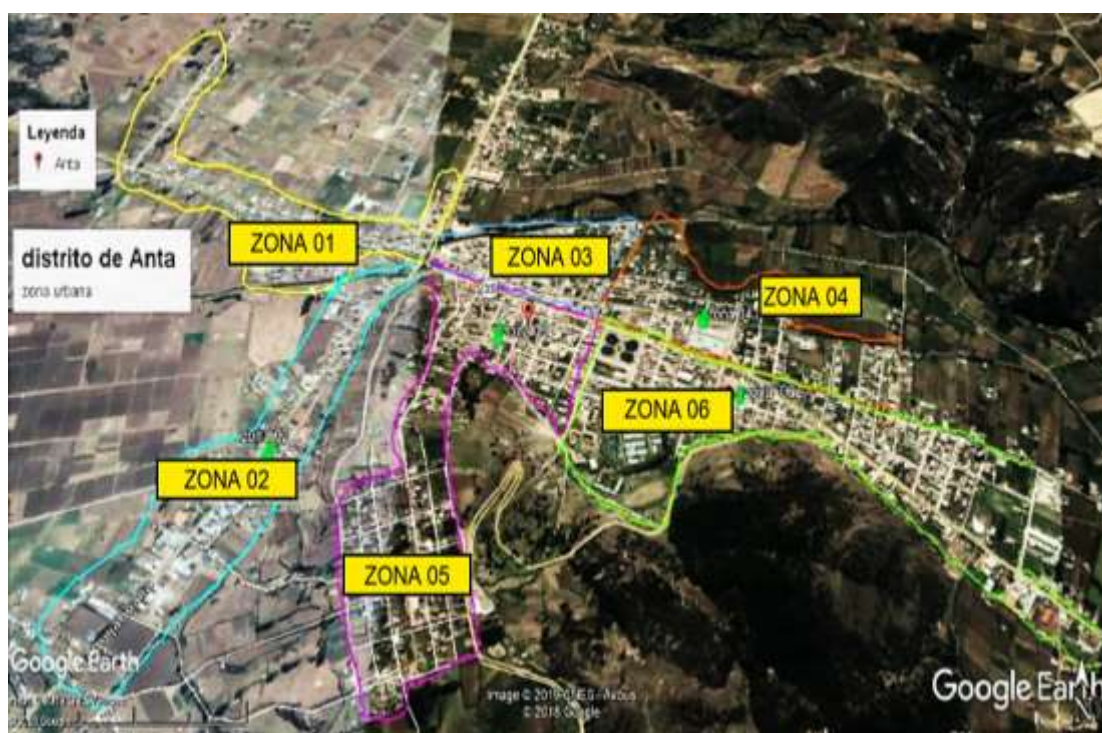 Leyenda
Anta
distrito de Anta
zona urbana
ZONA 01
ZONA 03
ZONA 04
ZONA 06
ZONA 02
ZONA 05
Google Earth
Google Earth
Image © 2019 CNES - Airbus
© 2018 Google